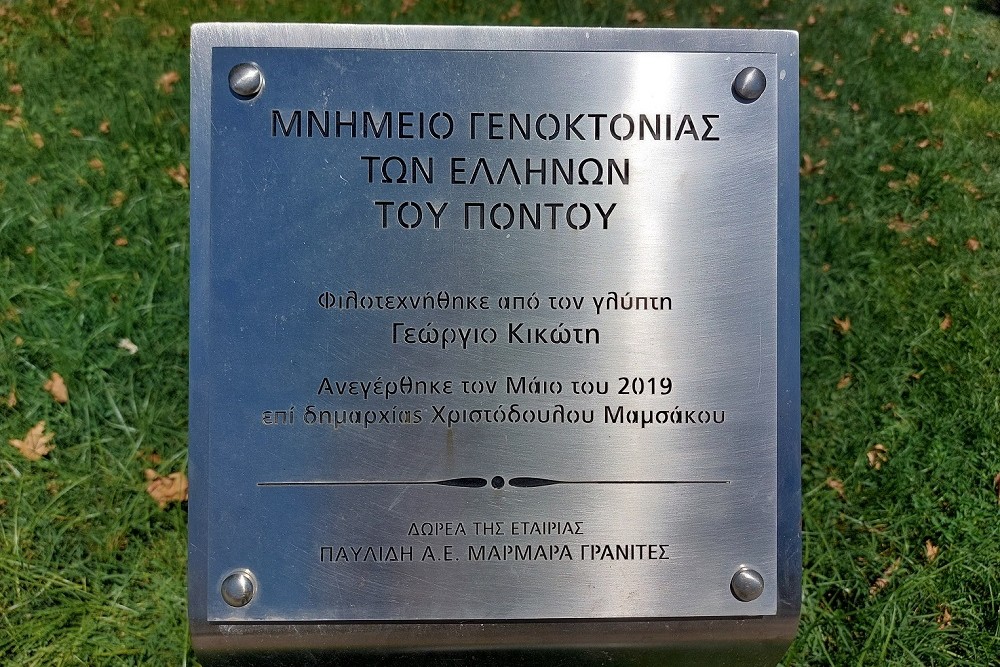 ΜΝΗΜΕΙΟ ΓΕΝΟΚΤΟΝΙΑΣ
ΤΩΝ ΕΛΛΗΝΩΝ
ΤΟΥ ΠΟΝΤΟΥ
Φιλοτεχνήθηκε από τον γλύπτη
Γεώργιο Κικώτη
Ανεγέρθηκε τον Μάιο του 2019
επί δημαρχίας Χριστόδουλου Μαμσάκου
ΔΩΡΕΑ ΤΗΣ ΕΤΑΙΡΙΑΣ
ΠΑΥΛΙΔΗ Α.Ε. ΜΑΡΜΑΡΑ ΓΡΑΝΙΤΕΣ